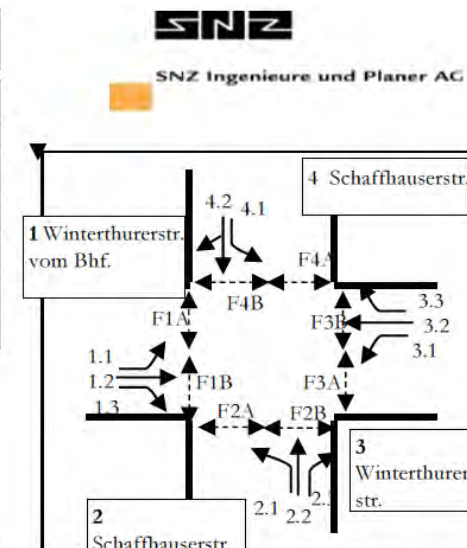 SNZ
SNZ Ingenieure und Planer AG
4 Schaffhauserstr.
4.2 4.1
1 Winterthurerstr.
vom Bhf.
F4A
F4B
F1A
F3B
3.3
3.2
3.1
1.1
1.2
1.3
F1B
F3A
F2A
F2B
3
Winterthurer
str.
2.1 2.2
2
Schaffhauserstr.